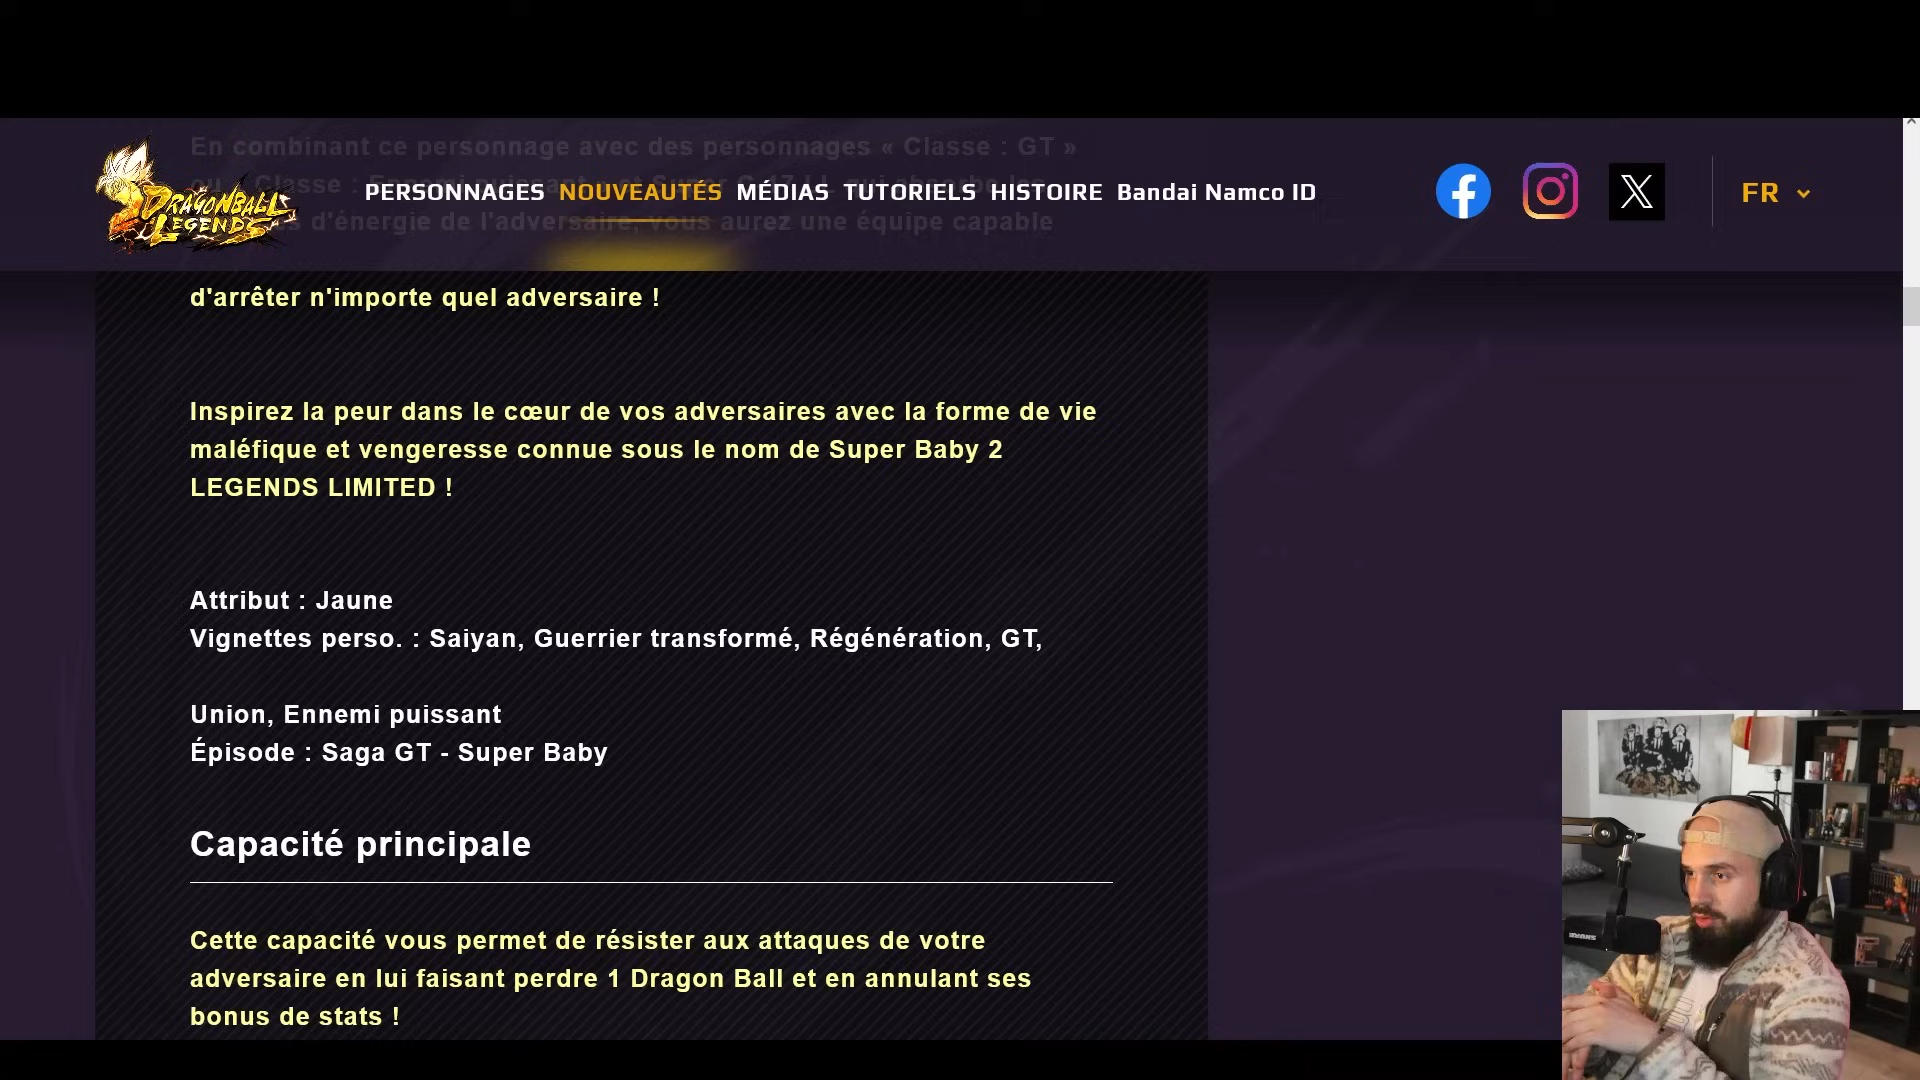 En combinant ce personnage avec des personnages « Classe : GT »
ou « Classe : Ennemi puissant
d'énergie de l'adversaire, vous aurez une équipe capable
DRAGONBALL
LEGENDS
PERSONNAGES NOUVEAUTÉS MÉDIAS TUTORIELS HISTOIRE Bandai Namco ID
FR
d'arrêter n'importe quel adversaire !
Inspirez la peur dans le cœur de vos adversaires avec la forme de vie
maléfique et vengeresse connue sous le nom de Super Baby 2
LEGENDS LIMITED !
Attribut : Jaune
Vignettes perso. : Saiyan, Guerrier transformé, Régénération, GT,
Union, Ennemi puissant
Épisode : Saga GT - Super Baby
Capacité principale
Cette capacité vous permet de résister aux attaques de votre
adversaire en lui faisant perdre 1 Dragon Ball et en annulant ses
bonus de stats !